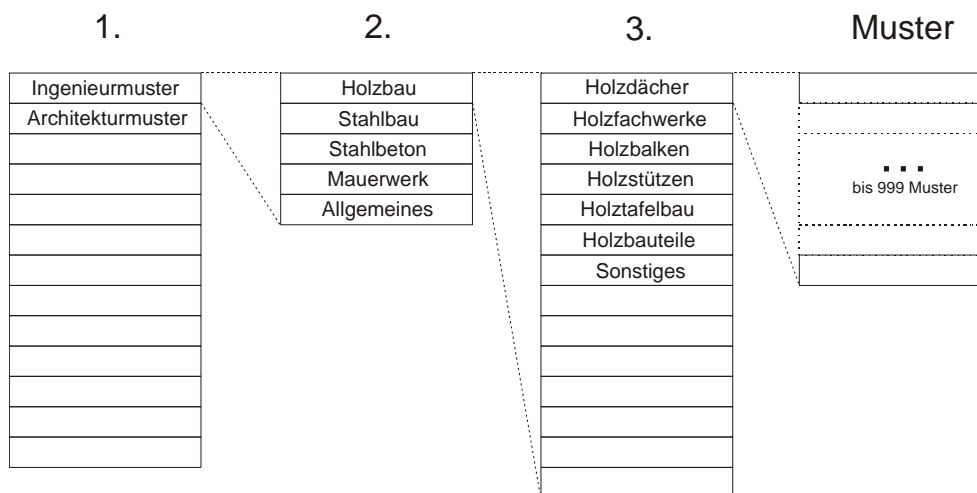 1.
2.
3.
Muster
Ingenieurmuster
Architekturmuster
Holzbau
Stahlbau
Stahlbeton
Mauerwerk
Allgemeines
Holzdächer
Holzfachwerke
Holzbalken
Holzstützen
Holztafelbau
Holzbauteile
Sonstiges
...
bis 999 Muster